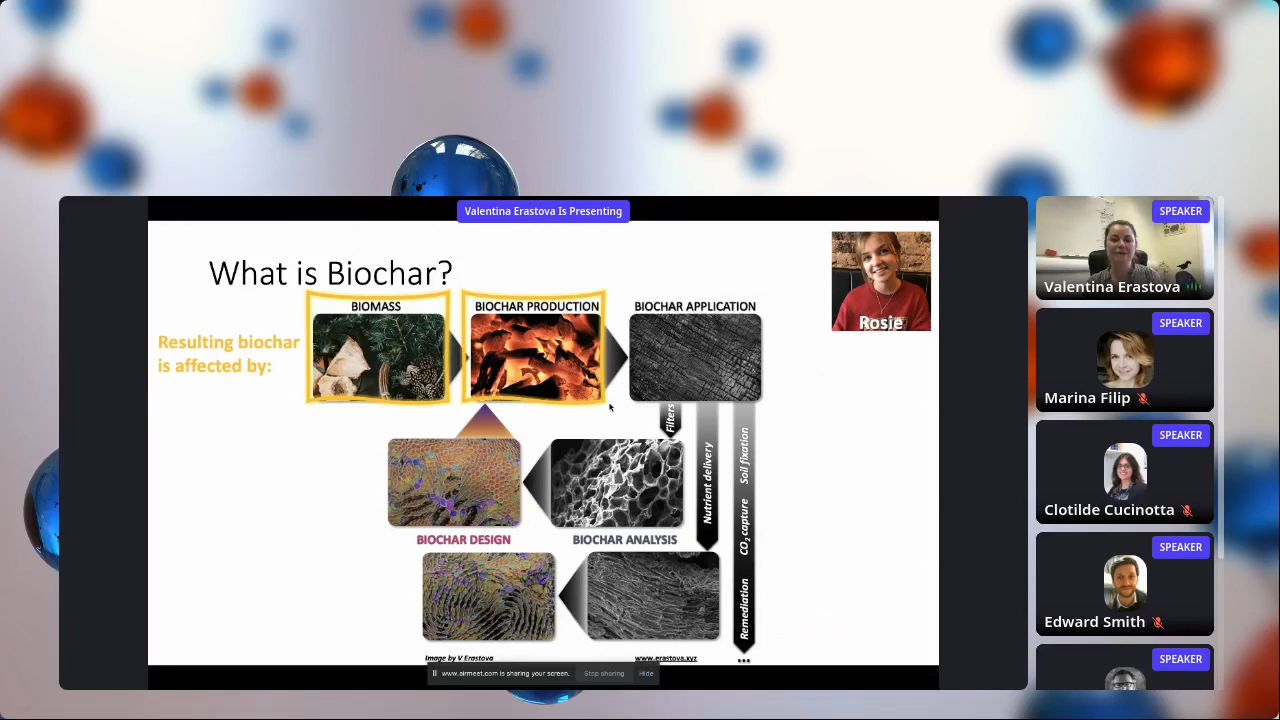 Valentina Erastova Is Presenting
What is Biochar?
Rosie
BIOMASS
BIOCHAR PRODUCTION
BIOCHAR APPLICATION
Resulting biochar
is affected by:
Filters
Nutrient delivery
Remediation CO2 capture Soil fixation
BIOCHAR DESIGN
BIOCHAR ANALYSIS
...
Image by V Erastova
www.erastova.xyz
www.airmeet.com is sharing your screen.
Stop sharing
Hide
SPEAKER
Valentina Erastova
SPEAKER
Marina Filip
SPEAKER
Clotilde Cucinotta
SPEAKER
Edward Smith
SPEAKER